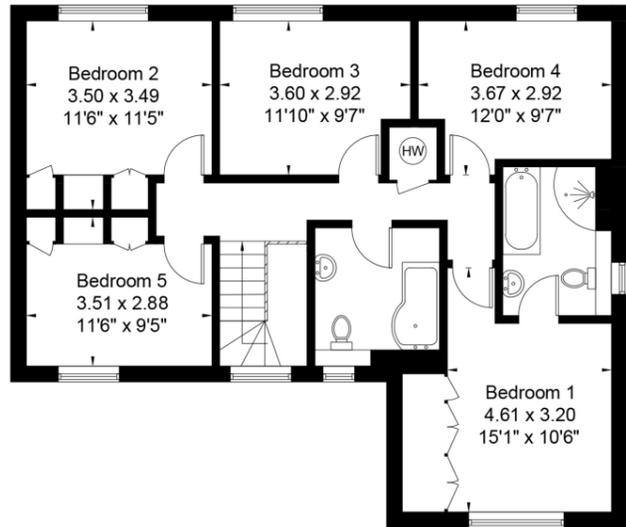 Bedroom 2
3.50 x 3.49
11'6" x 11'5"
Bedroom 3
3.60 x 2.92
11'10" x 9'7"
Bedroom 4
3.67 x 2.92
12'0" x 9'7"
HW
Bedroom 5
3.51 x 2.88
11'6" x 9'5"
Bedroom 1
4.61 x 3.20
15'1" x 10'6"